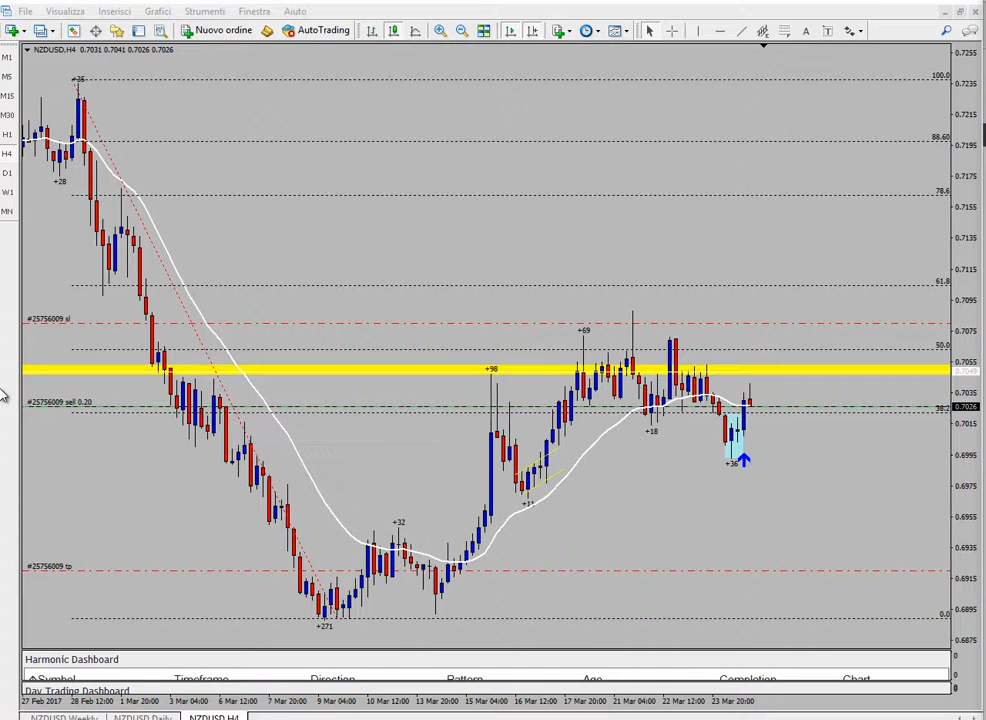 File Visualizza Inserisci Grafici Strumenti Finestra Aiuto
Nuovo ordine AutoTrading
NZDUSD,H4 0.7031 0.7041 0.7026 0.7026
M1
M5
M15
M30
H1
H4
D1
W1
MN
0.7255
0.7235
0.7215
0.7195
0.7175
0.7155
0.7135
0.7115
0.7095
0.7075
0.7055
0.7049
0.7035
0.7026
0.7015
0.6995
0.6975
0.6955
0.6935
0.6915
0.6895
0.6875
100.0
88.60
78.6
61.8
50.0
38.2
0.0
+28
#25756009 sl
+69
+98
#25756009 sell 0.20
+18
+36
+32
#25756009 tp
+271
Harmonic Dashboard
Symbol Timeframe Direction Pattern Age Completion Chart
Day Trading Dashboard
27 Feb 2017 28 Feb 12:00 1 Mar 20:00 3 Mar 04:00 6 Mar 12:00 7 Mar 20:00 9 Mar 04:00 10 Mar 12:00 13 Mar 20:00 15 Mar 04:00 16 Mar 12:00 17 Mar 20:00 21 Mar 04:00 22 Mar 12:00 23 Mar 20:00
NZDUSD Weekly NZDUSD Daily NZDUSD H4